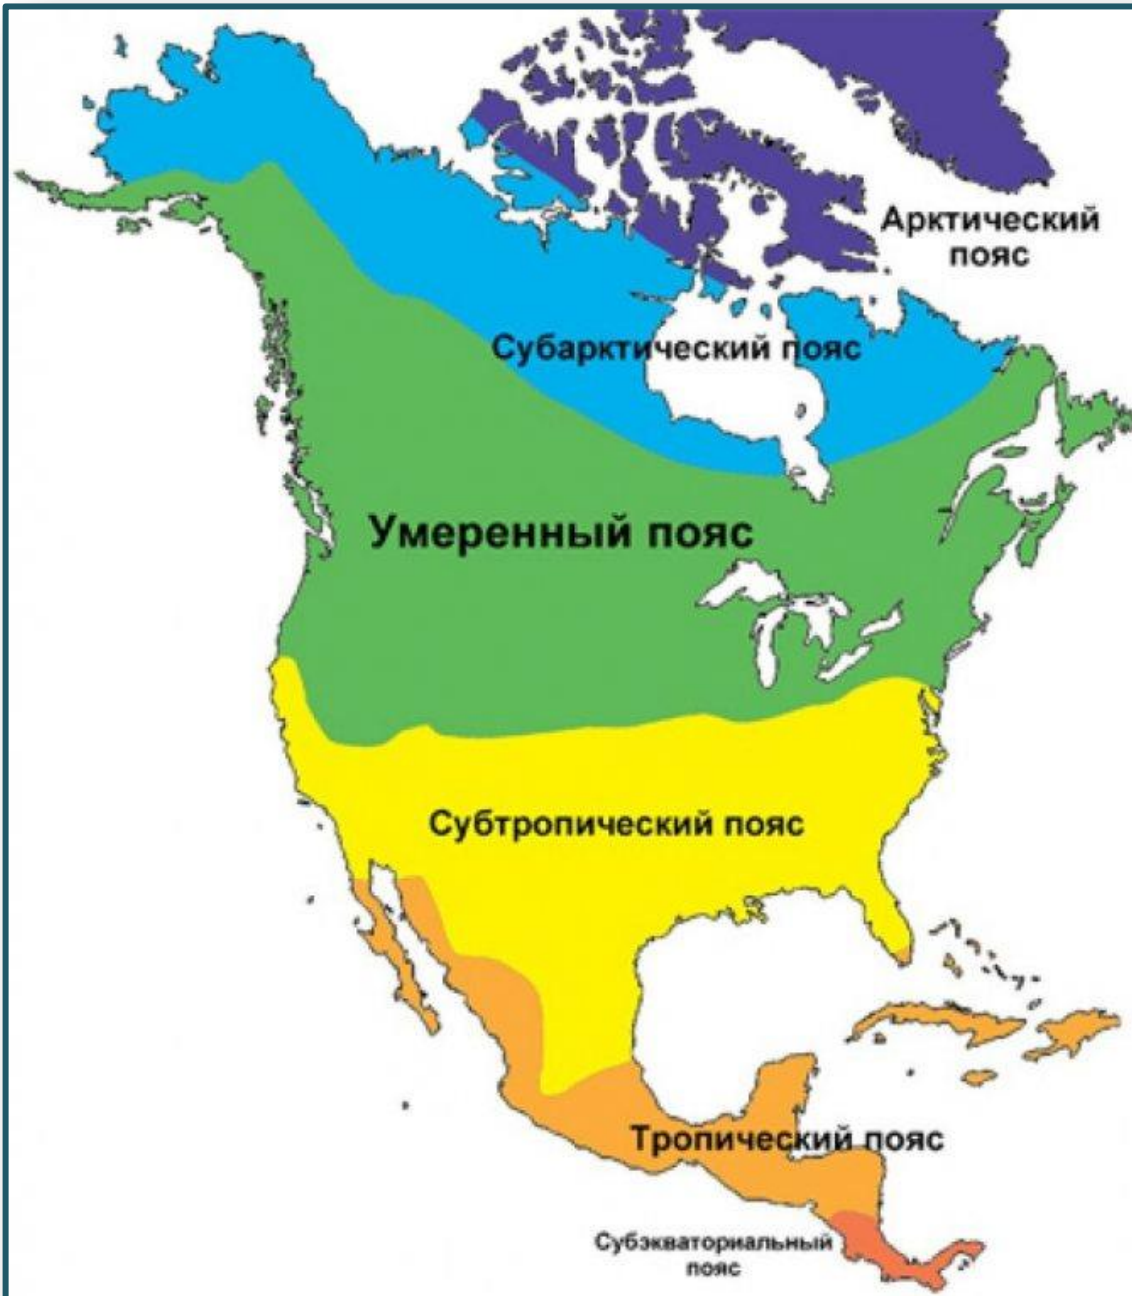 Арктический
пояс
Субарктический пояс
Умеренный пояс
Субтропический пояс
Тропический пояс
Субэкваториальный
пояс